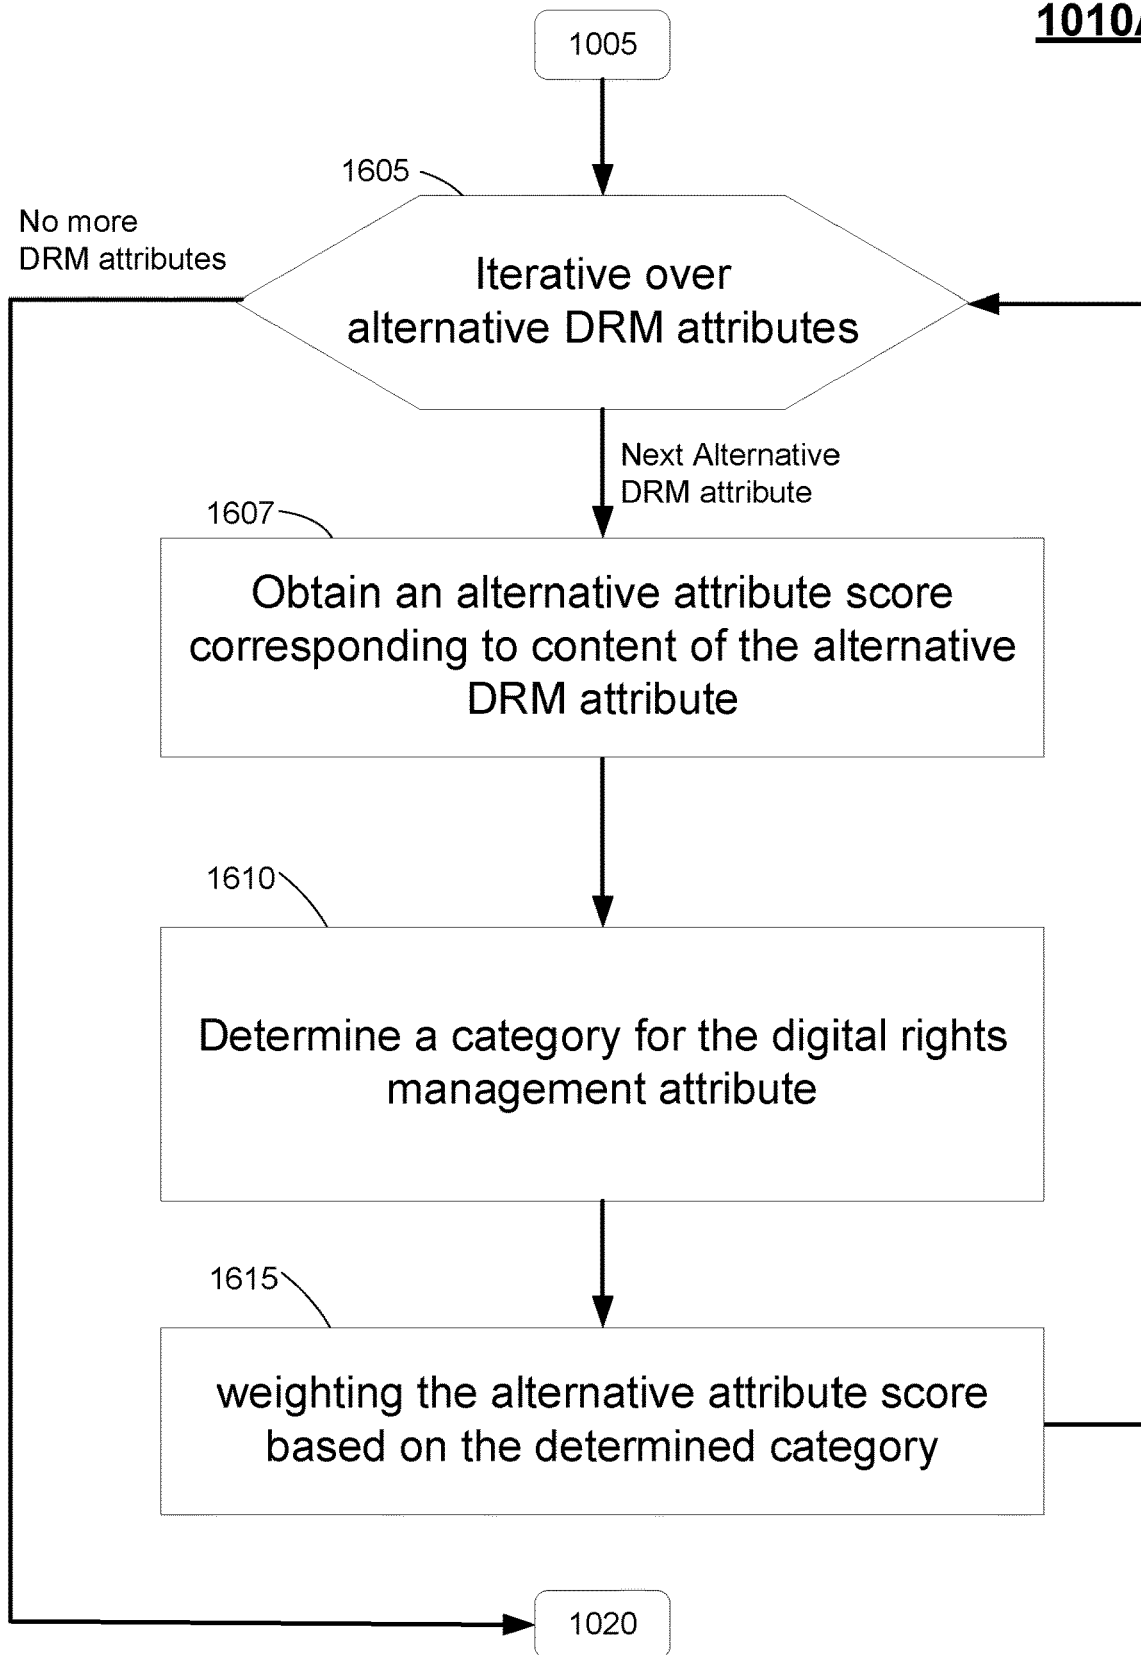 1010A
1005
1605
No more
DRM attributes
Iterative over
alternative DRM attributes
Next Alternative
DRM attribute
1607
Obtain an alternative attribute score
corresponding to content of the alternative
DRM attribute
1610
Determine a category for the digital rights
management attribute
1615
weighting the alternative attribute score
based on the determined category
1020